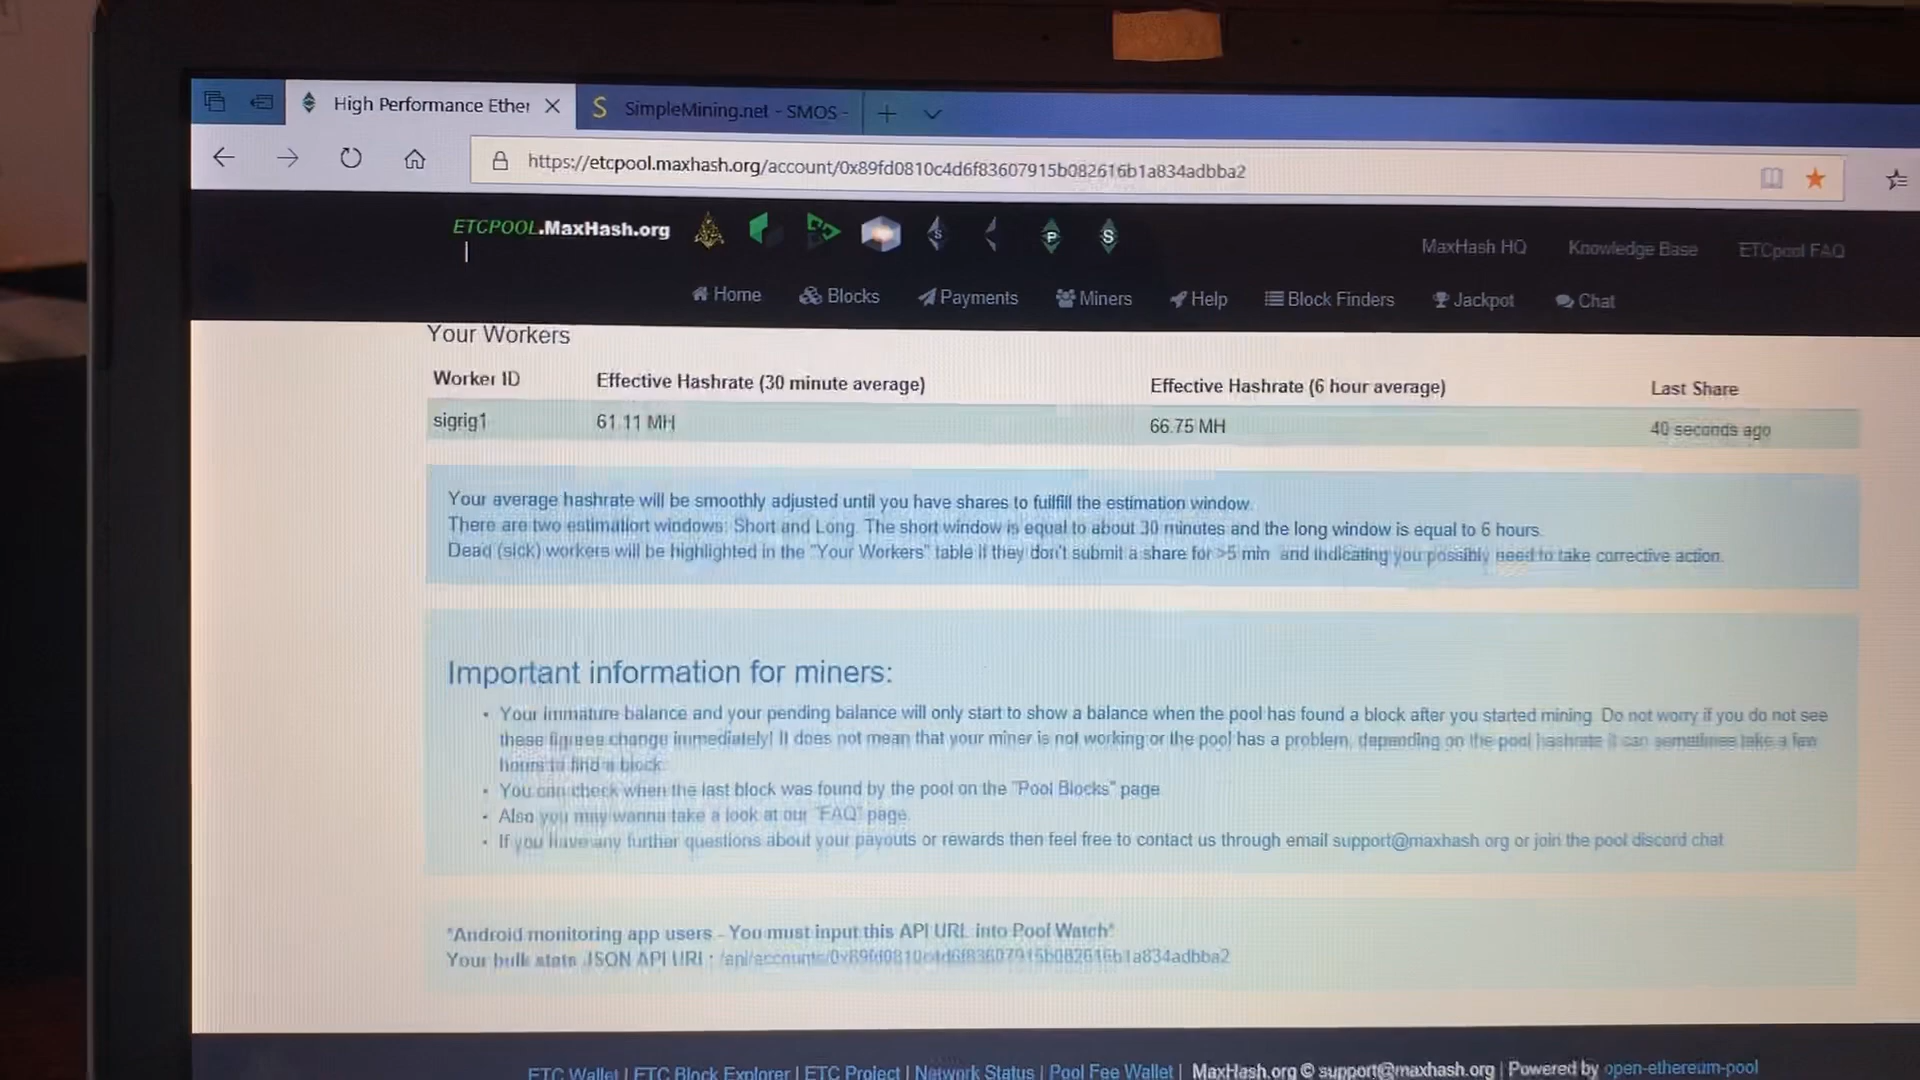 High Performance Ether
SimpleMining.net - SMOS -
https://etcpool.maxhash.org/account/0x89fd0810c4d6f83607915b082616b1a834adbba2
ETCPOOL.MaxHash.org
MaxHash HQ Knowledge Base ETCpool FAQ
Home Blocks Payments Miners Help Block Finders Jackpot Chat
Your Workers
Worker ID Effective Hashrate (30 minute average) Effective Hashrate (6 hour average) Last Share
sigrig1 61.11 MH 66.75 MH 40 seconds ago
Your average hashrate will be smoothly adjusted until you have shares to fullfill the estimation window.
There are two estimation windows: Short and Long. The short window is equal to about 30 minutes and the long window is equal to 6 hours.
Dead (sick) workers will be highlighted in the "Your Workers" table if they don't submit a share for >5 min and indicating you possibly need to take corrective action.
Important information for miners:
• Your immature balance and your pending balance will only start to show a balance when the pool has found a block after you started mining. Do not worry if you do not see
these figures change immediately! It does not mean that your miner is not working or the pool has a problem, depending on the pool hashrate it can sometimes take a few
hours to find a block.
• You can check when the last block was found by the pool on the "Pool Blocks" page
• Also you may wanna take a look at our "FAQ" page.
• If you have any further questions about your payouts or rewards then feel free to contact us through email support@maxhash.org or join the pool discord chat
*Android monitoring app users - You must input this API URL into Pool Watch*
Your bulk stats JSON API URL: /api/accounts/0x89fd0810c4d6f83607915b082616b1a834adbba2
ETC Wallet | ETC Block Explorer | ETC Project | Network Status | Pool Fee Wallet | MaxHash.org © support@maxhash.org | Powered by open-ethereum-pool